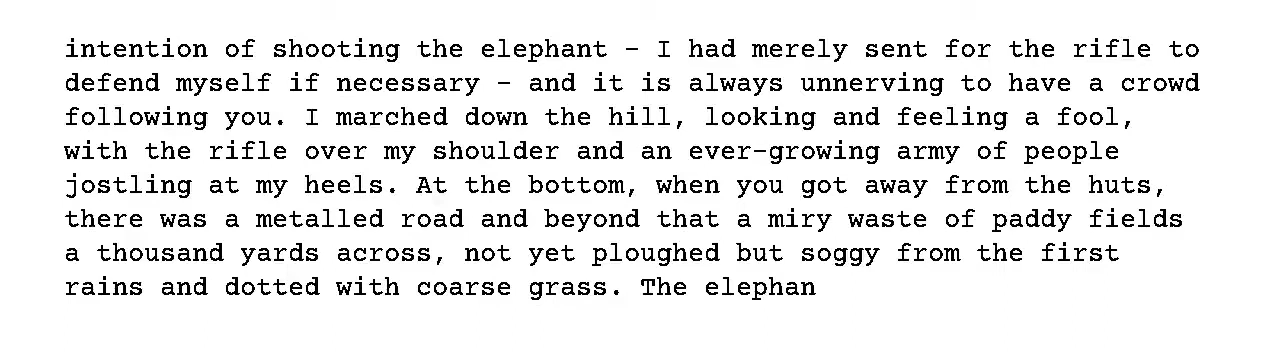 intention of shooting the elephant – I had merely sent for the rifle to
defend myself if necessary – and it is always unnerving to have a crowd
following you. I marched down the hill, looking and feeling a fool,
with the rifle over my shoulder and an ever-growing army of people
jostling at my heels. At the bottom, when you got away from the huts,
there was a metalled road and beyond that a miry waste of paddy fields
a thousand yards across, not yet ploughed but soggy from the first
rains and dotted with coarse grass. The elephan